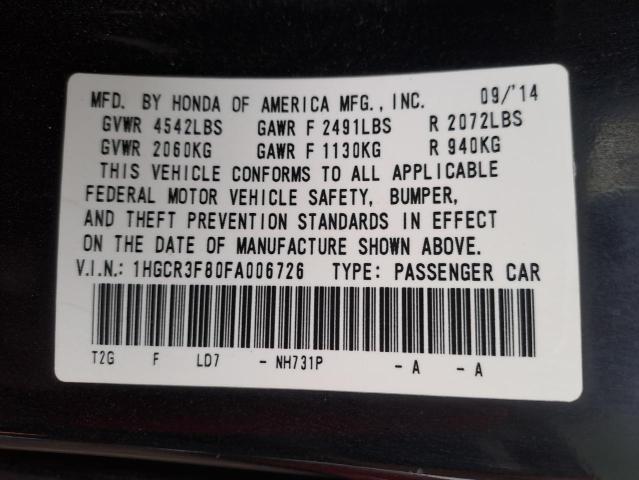 MFD. BY HONDA OF AMERICA MFG., INC. 09/'14
GVWR 4542LBS GAWR F 2491LBS R 2072LBS
GVWR 2060KG GAWR F 1130KG R 940KG
THIS VEHICLE CONFORMS TO ALL APPLICABLE
FEDERAL MOTOR VEHICLE SAFETY, BUMPER,
AND THEFT PREVENTION STANDARDS IN EFFECT
ON THE DATE OF MANUFACTURE SHOWN ABOVE.
V.I.N.: 1HGCR3F80FA006726 TYPE: PASSENGER CAR
T2G F LD7 - NH731P - A - A